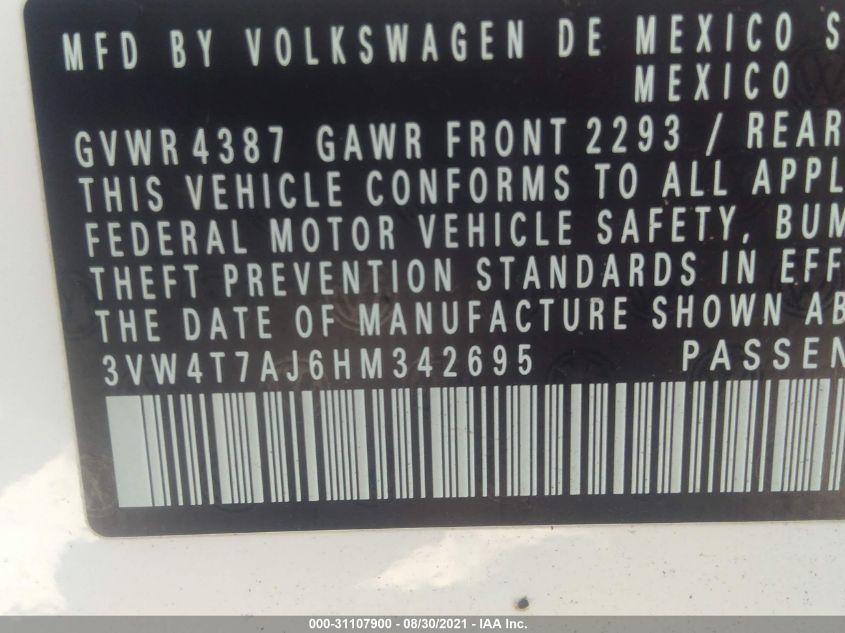 MFD BY VOLKSWAGEN DE MEXICO S
MEXICO
GVWR 4387 GAWR FRONT 2293 / REAR
THIS VEHICLE CONFORMS TO ALL APPL
FEDERAL MOTOR VEHICLE SAFETY, BUM
THEFT PREVENTION STANDARDS IN EFF
THE DATE OF MANUFACTURE SHOWN AB
3VW4T7AJ6HM342695 PASSEN
000-31107900 - 08/30/2021 - IAA Inc.